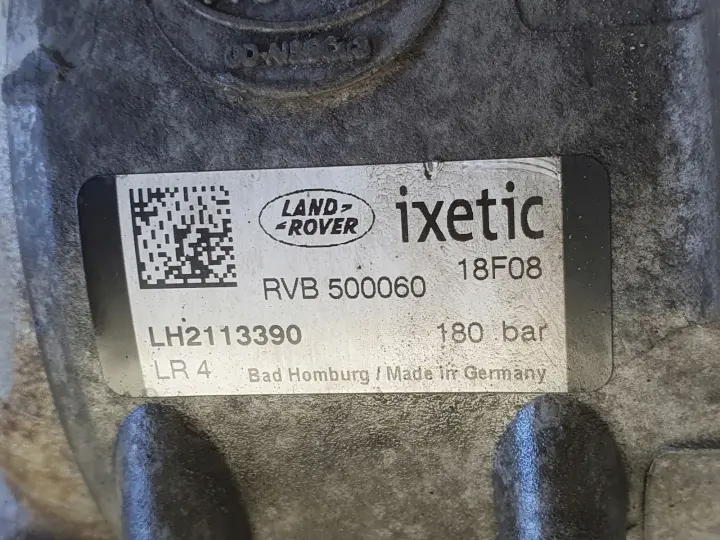 LAND-
-ROVER
ixetic
RVB 500060
18F08
LH2113390
180 bar
LR 4
Bad Homburg / Made in Germany